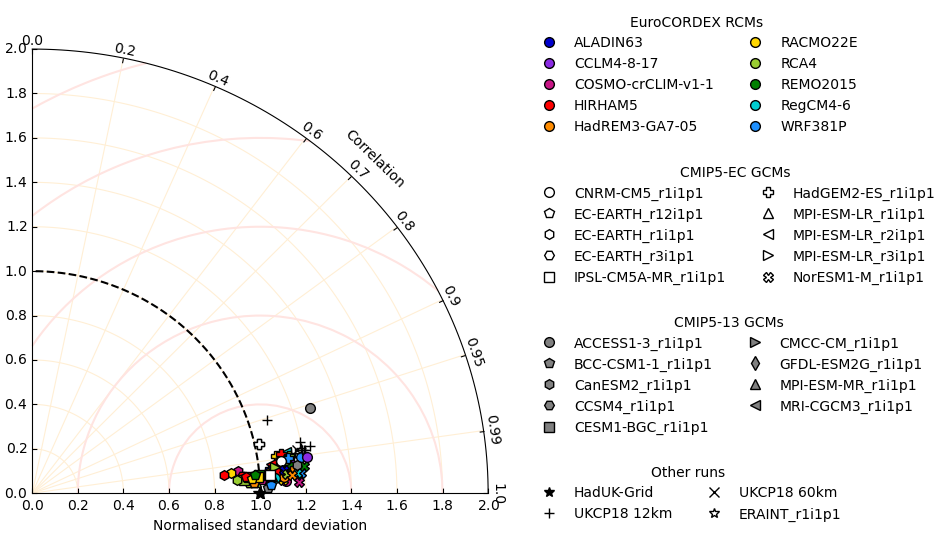 EuroCORDEX RCMs
ALADIN63 RACMO22E
CCLM4-8-17 RCA4
COSMO-crCLIM-v1-1 REMO2015
HIRHAM5 RegCM4-6
HadREM3-GA7-05 WRF381P
CMIP5-EC GCMs
CNRM-CM5_r1i1p1 HadGEM2-ES_r1i1p1
EC-EARTH_r12i1p1 MPI-ESM-LR_r1i1p1
EC-EARTH_r1i1p1 MPI-ESM-LR_r2i1p1
EC-EARTH_r3i1p1 MPI-ESM-LR_r3i1p1
IPSL-CM5A-MR_r1i1p1 NorESM1-M_r1i1p1
CMIP5-13 GCMs
ACCESS1-3_r1i1p1 CMCC-CM_r1i1p1
BCC-CSM1-1_r1i1p1 GFDL-ESM2G_r1i1p1
CanESM2_r1i1p1 MPI-ESM-MR_r1i1p1
CCSM4_r1i1p1 MRI-CGCM3_r1i1p1
CESM1-BGC_r1i1p1
Other runs
HadUK-Grid UKCP18 60km
UKCP18 12km ERAINT_r1i1p1
0.0
0.2
0.4
0.6
0.7
0.8
0.9
0.95
0.99
1.0
Correlation
2.0
1.8
1.6
1.4
1.2
1.0
0.8
0.6
0.4
0.2
0.0
0.0 0.2 0.4 0.6 0.8 1.0 1.2 1.4 1.6 1.8 2.0
Normalised standard deviation